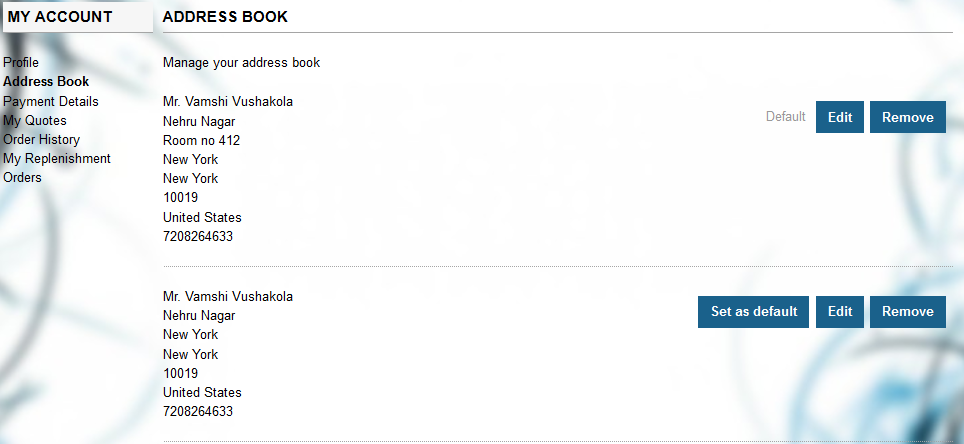 MY ACCOUNT
Profile
Address Book
Payment Details
My Quotes
Order History
My Replenishment
Orders
ADDRESS BOOK
Manage your address book
Mr. Vamshi Vushakola
Nehru Nagar
Room no 412
New York
New York
10019
United States
7208264633
Default
Edit
Remove
Mr. Vamshi Vushakola
Nehru Nagar
New York
New York
10019
United States
7208264633
Set as default
Edit
Remove